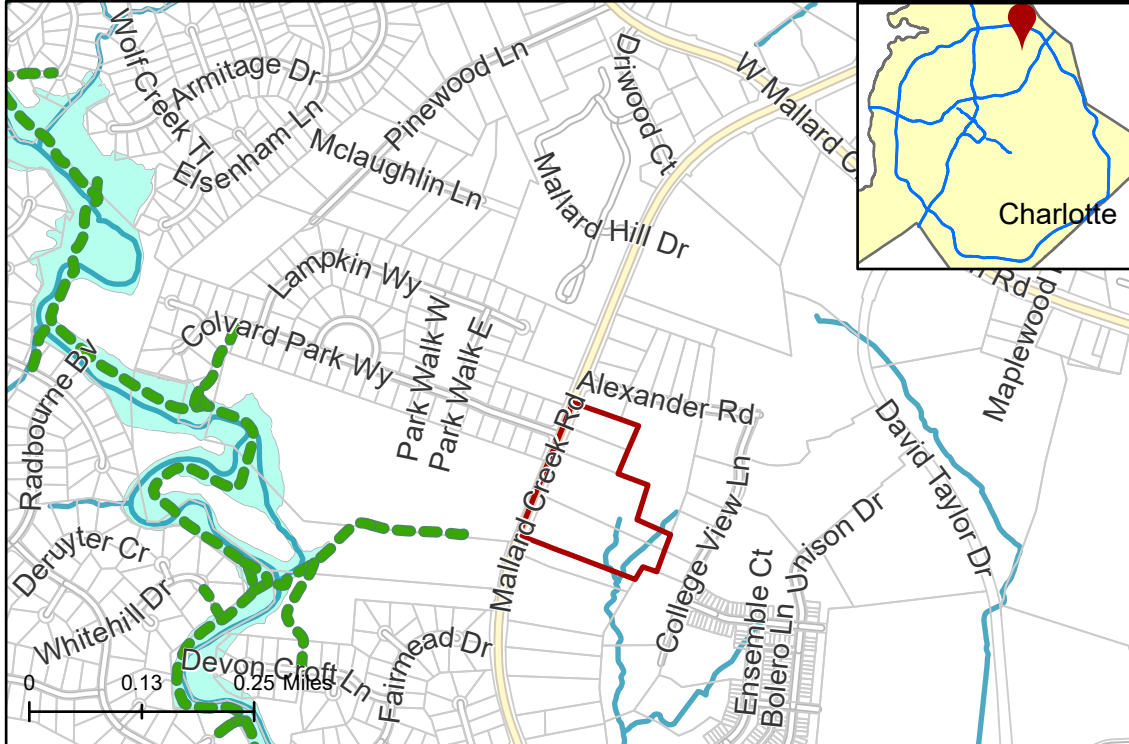 Wolf Creek Tl
Armitage Dr
Elsenham Ln
Pinewood Ln
Mclaughlin Ln
Driwood Ct
W Mallard C
Mallard Hill Dr
Charlotte
Rd
Maplewood
Lampkin Wy
Colvard Park Wy
Park Walk W
Park Walk E
Alexander Rd
Radbourne Bv
Mallard Creek Rd
David Taylor Dr
College View Ln
Unison Dr
Deruyter Cr
Whitehill Dr
Ensemble Ct
Bolero Ln
Devon Croft Ln
Fairmead Dr
0 0.13 0.25 Miles